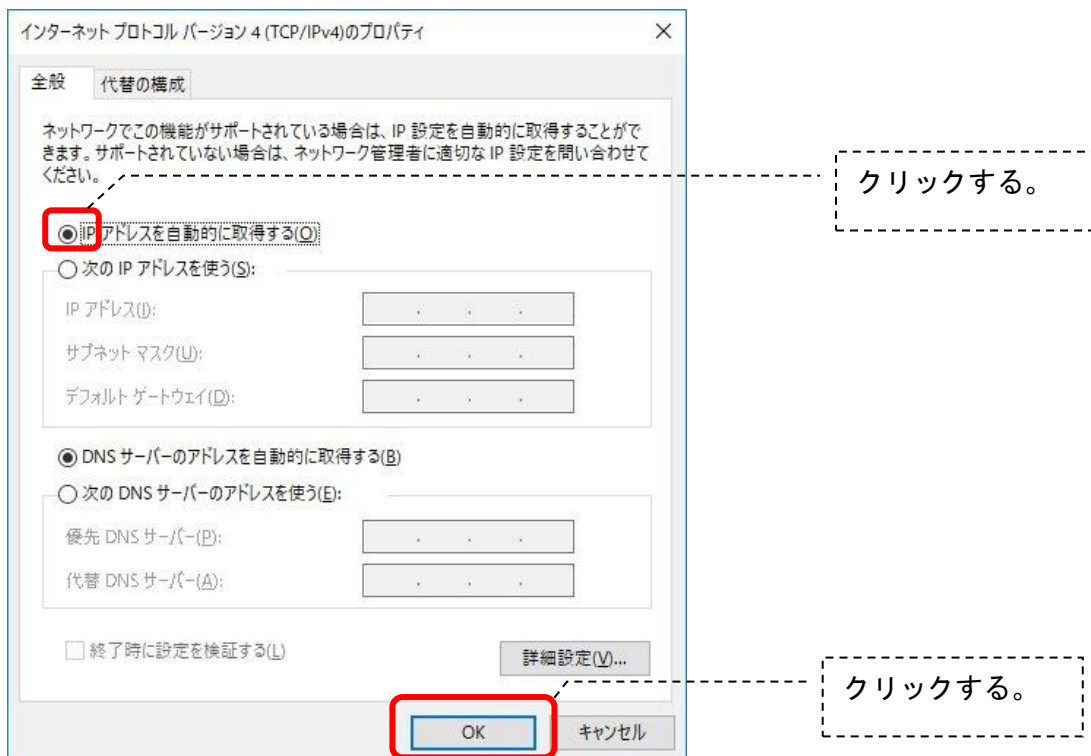 インターネット プロトコル バージョン 4 (TCP/IPv4)のプロパティ
全般
代替の構成
ネットワークでこの機能がサポートされている場合は、IP 設定を自動的に取得することがで
きます。サポートされていない場合は、ネットワーク管理者に適切な IP 設定を問い合わせて
ください。
クリックする。
IP アドレスを自動的に取得する(O)
次の IP アドレスを使う(S):
IP アドレス(I):
サブネット マスク(U):
デフォルト ゲートウェイ(D):
DNS サーバーのアドレスを自動的に取得する(B)
次の DNS サーバーのアドレスを使う(E):
優先 DNS サーバー(P):
代替 DNS サーバー(A):
終了時に設定を検証する(L)
詳細設定(V)...
クリックする。
OK
キャンセル